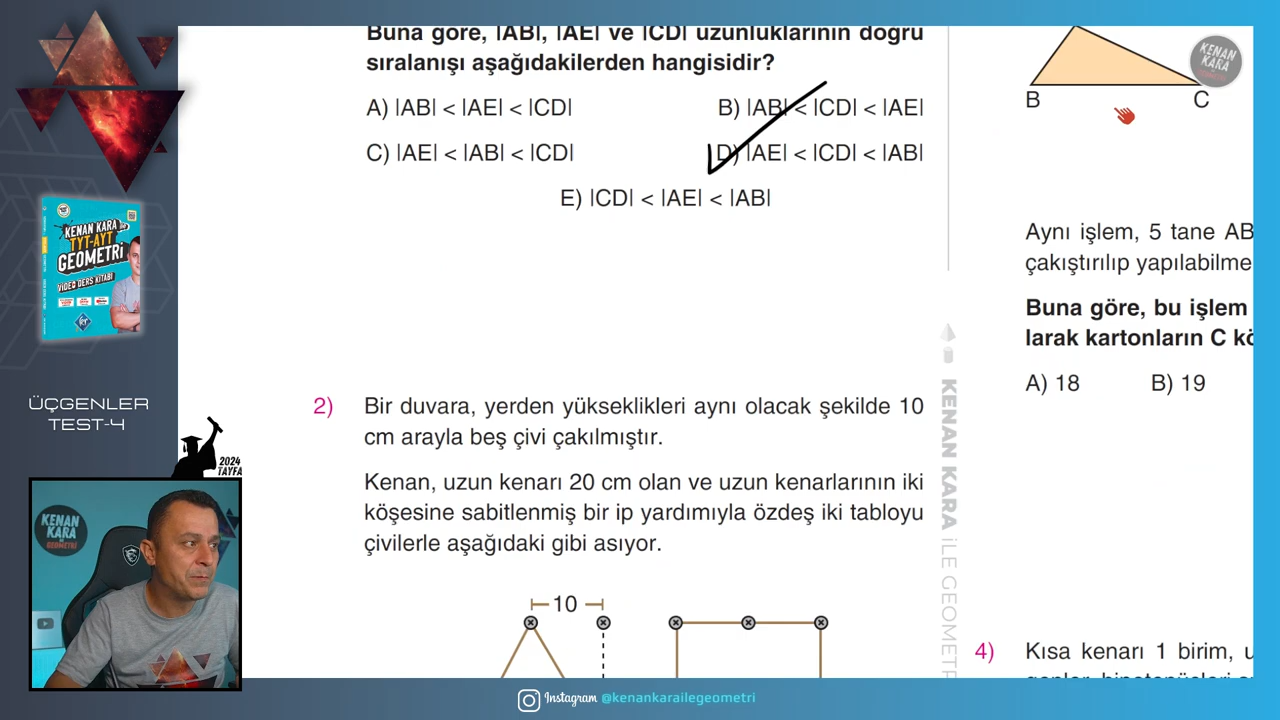 Buna göre, |AB|, |AE| ve |CD| uzunluklarının doğru
sıralanışı aşağıdakilerden hangisidir?
A) |AB| < |AE| < |CD|
B) |AB| < |CD| < |AE|
C) |AE| < |AB| < |CD|
D) |AE| < |CD| < |AB|
E) |CD| < |AE| < |AB|
2) Bir duvara, yerden yükseklikleri aynı olacak şekilde 10
cm arayla beş çivi çakılmıştır.
Kenan, uzun kenarı 20 cm olan ve uzun kenarlarının iki
köşesine sabitlenmiş bir ip yardımıyla özdeş iki tabloyu
çivilerle aşağıdaki gibi asıyor.
10
KENAN KARA İLE GEOMETR
B
C
KENAN
KARA
Aynı işlem, 5 tane AB
çakıştırılıp yapılabilme
Buna göre, bu işlem
larak kartonların C kö
A) 18
B) 19
4) Kısa kenarı 1 birim, u
KENAN KARA
TYT-AYT
GEOMETRİ
VİDEO DERS KİTABI
ÜÇGENLER
TEST-4
2024
TAYFA
KENAN
KARA
GEOMETRİ
Instagram @kenankarailegeometri